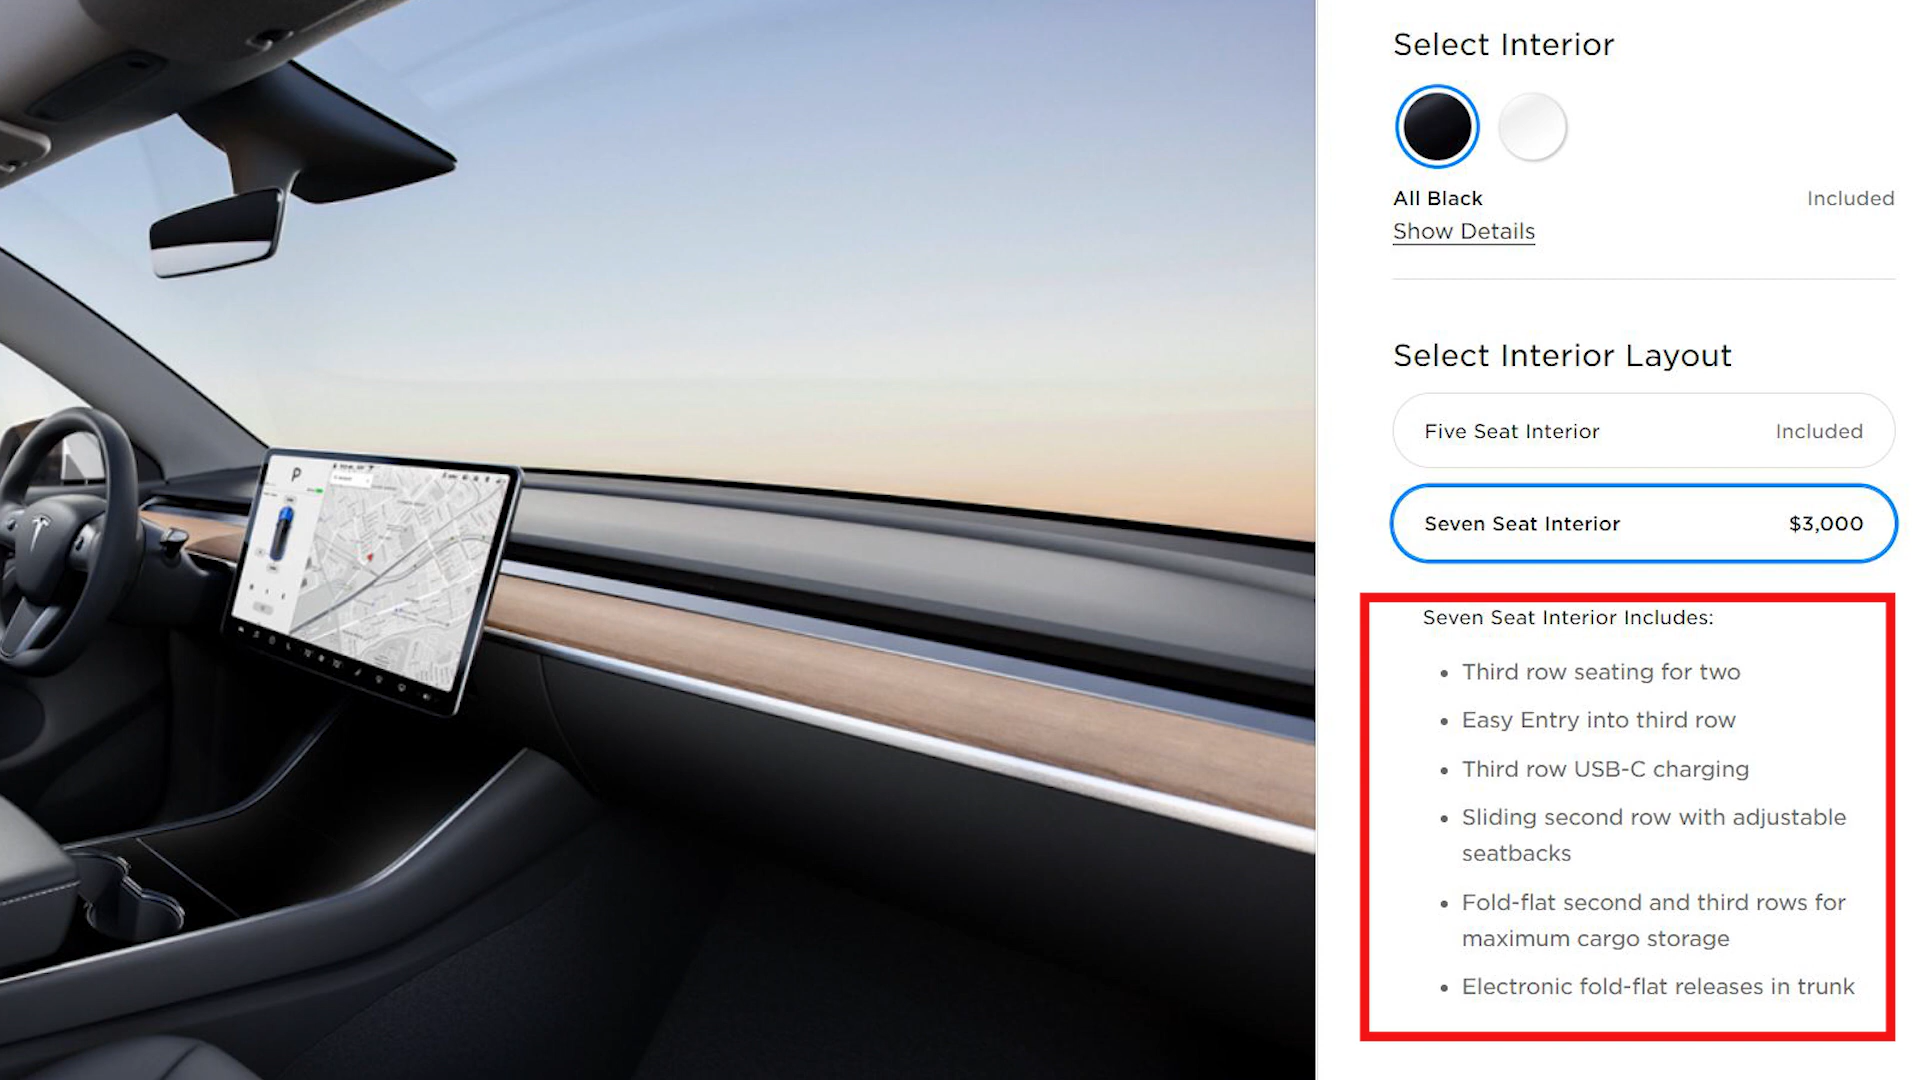 Select Interior
All Black
Included
Show Details
Select Interior Layout
Five Seat Interior
Included
Seven Seat Interior
$3,000
Seven Seat Interior Includes:
• Third row seating for two
• Easy Entry into third row
• Third row USB-C charging
• Sliding second row with adjustable
seatbacks
• Fold-flat second and third rows for
maximum cargo storage
• Electronic fold-flat releases in trunk
P